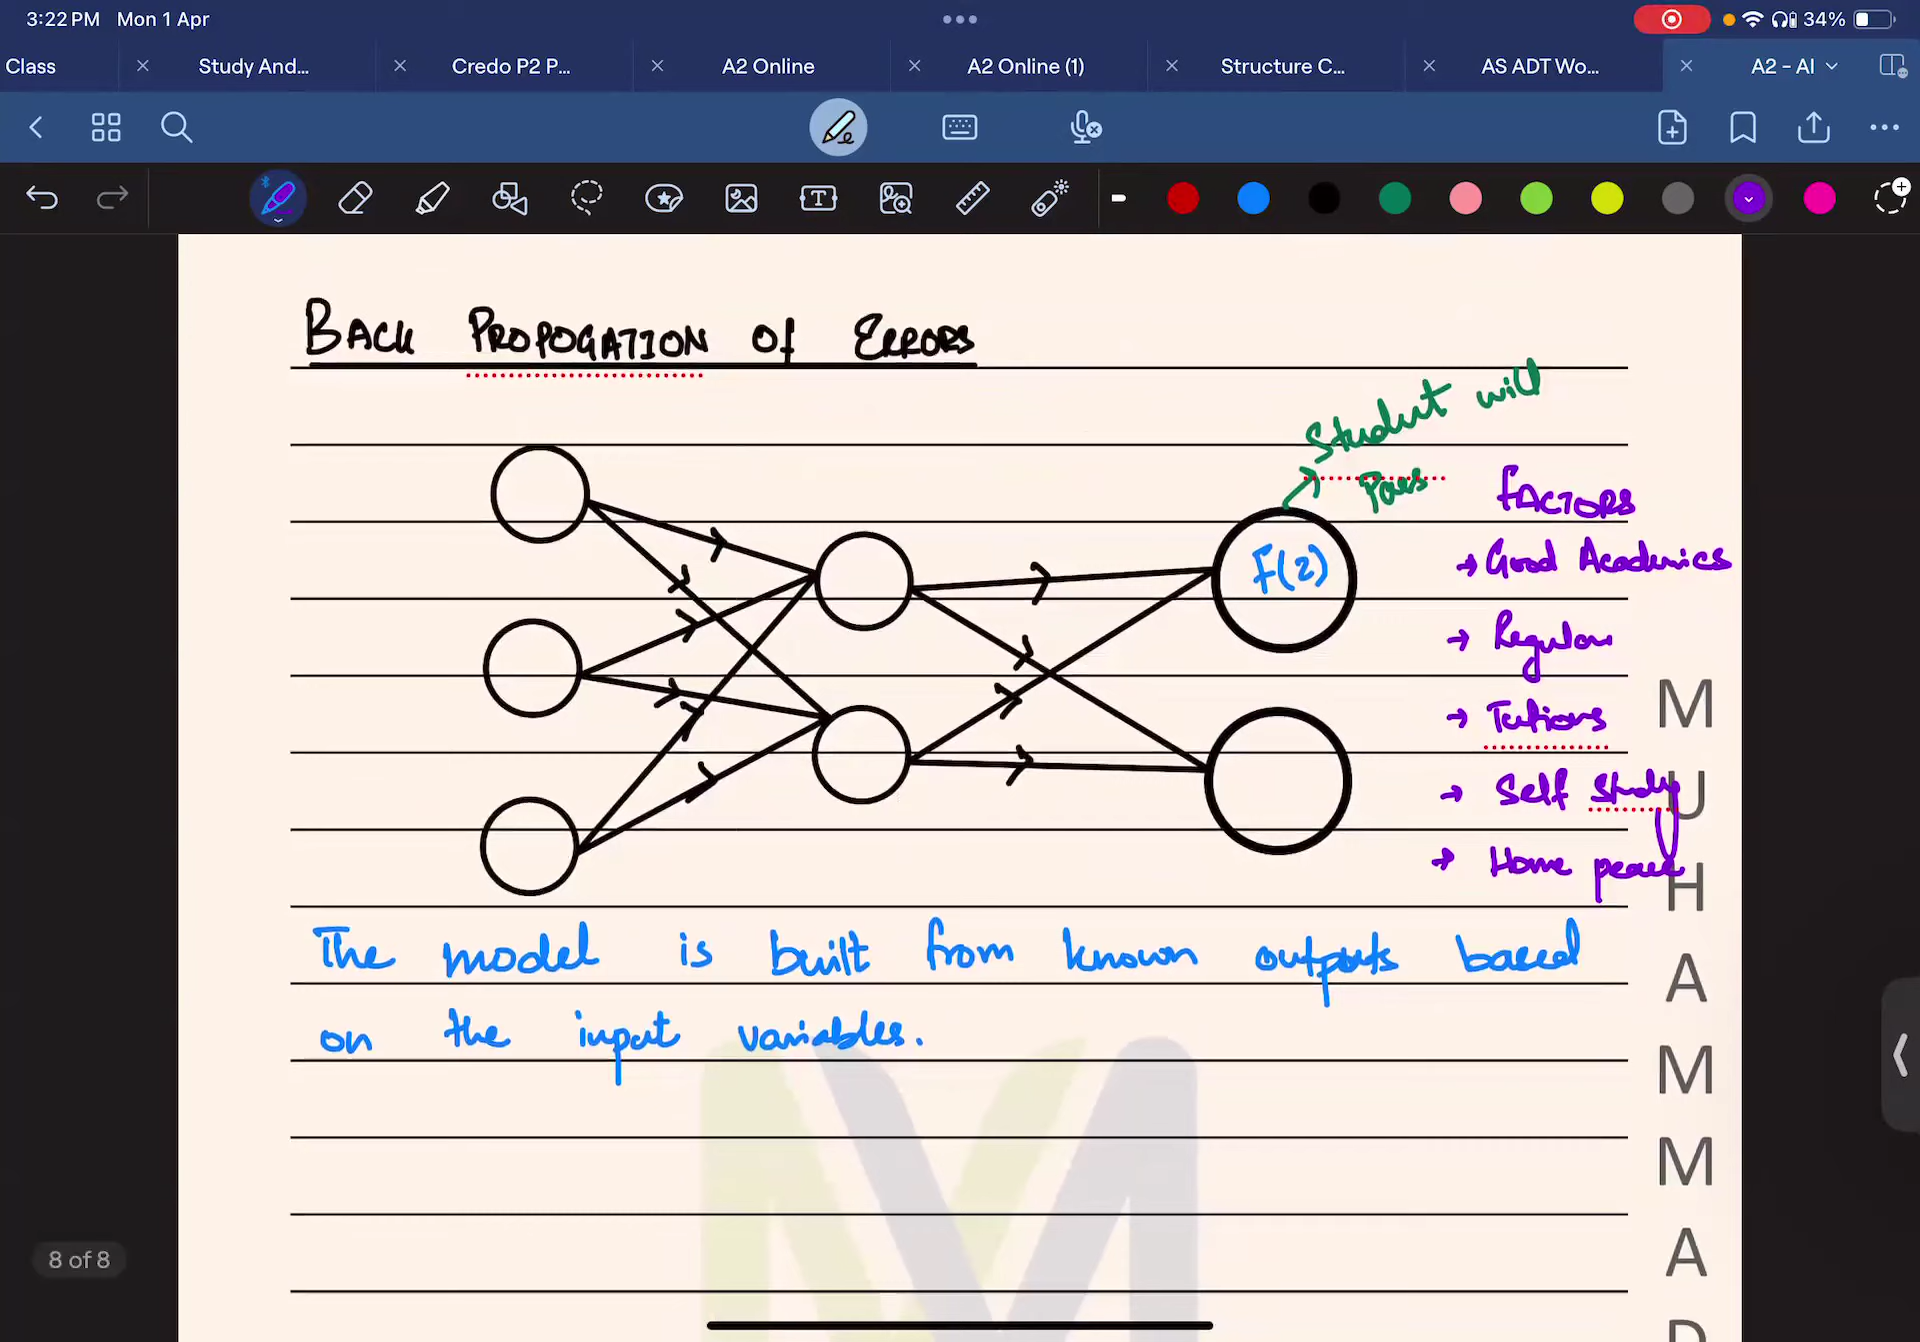 3:22 PM Mon 1 Apr
34%
Class
Study And...
Credo P2 P...
A2 Online
A2 Online (1)
Structure C...
AS ADT Wo...
A2 - AI
BACK PROPOGATION Of ERRORS
Student will
Pass
fACTORS
→ Good Academics
→ Regular
→ Tutions
→ Self Study
→ Home peace
f(2)
The model is built from known outputs based
on the input variables.
M
U
H
A
M
M
A
D
8 of 8